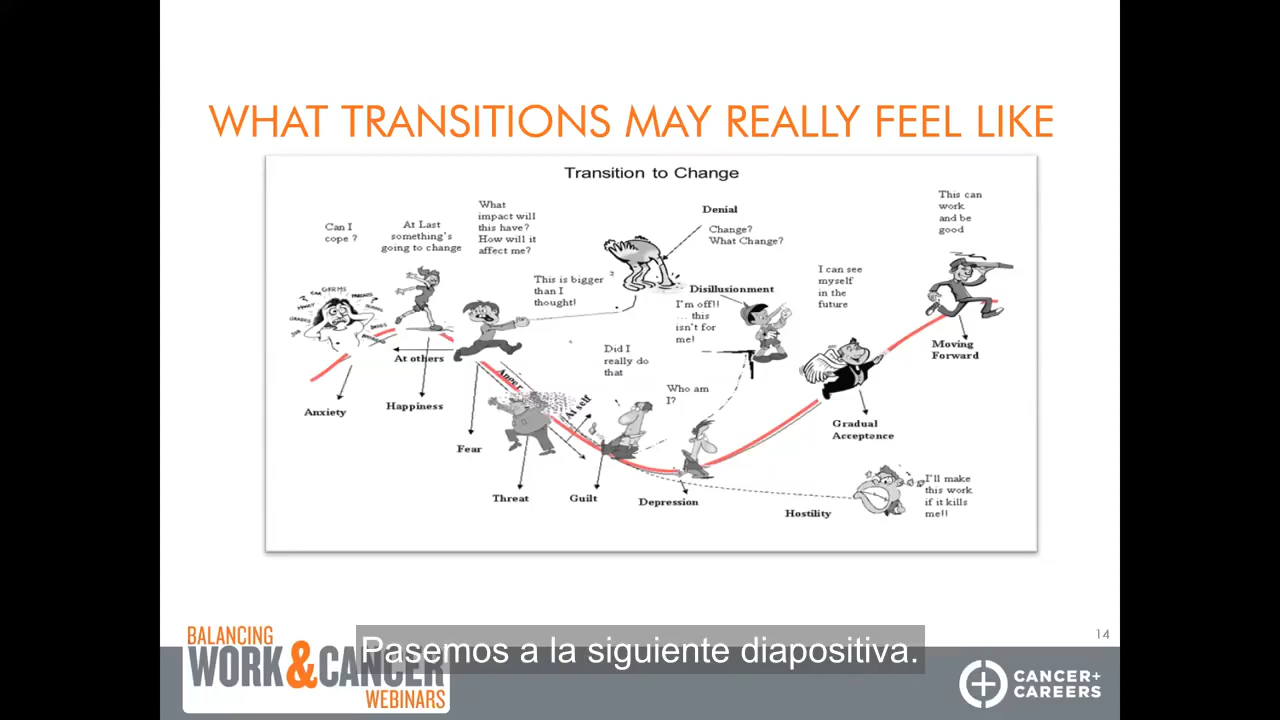 WHAT TRANSITIONS MAY REALLY FEEL LIKE
Transition to Change
Can I
cope ?
At Last
something's
going to change
What
impact will
this have?
How will it
affect me?
Denial
Change?
What Change?
This can
work
and be
good
This is bigger
than I
thought!
Disillusionment
I'm off!!
... this
isn't for
me!
I can see
myself
in the
future
GERMS
PARENTS
MONEY
GRADES
JOB
At others
Anger
At self
Did I
really do
that
Who am
I?
Moving
Forward
Anxiety
Happiness
Fear
Threat
Guilt
Depression
Gradual
Acceptance
Hostility
I'll make
this work
if it kills
me!!
14
BALANCING
WORK & CANCER
WEBINARS
Pasemos a la siguiente diapositiva.
CANCER+
CAREERS